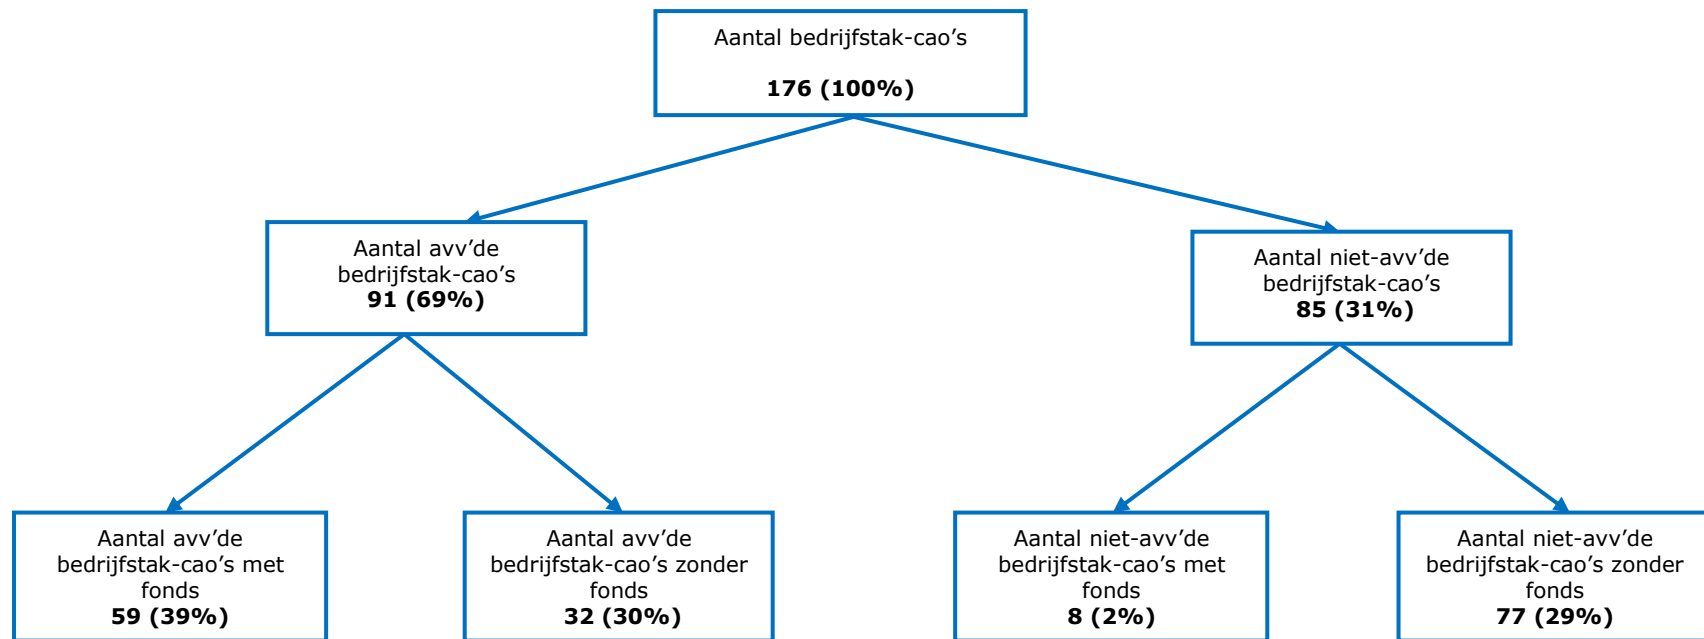 Aantal bedrijfstak-cao’s
176 (100%)
Aantal avv’de
bedrijfstak-cao’s
91 (69%)
Aantal niet-avv’de
bedrijfstak-cao’s
85 (31%)
Aantal avv’de
bedrijfstak-cao’s met
fonds
59 (39%)
Aantal avv’de
bedrijfstak-cao’s zonder
fonds
32 (30%)
Aantal niet-avv’de
bedrijfstak-cao’s met
fonds
8 (2%)
Aantal niet-avv’de
bedrijfstak-cao’s zonder
fonds
77 (29%)